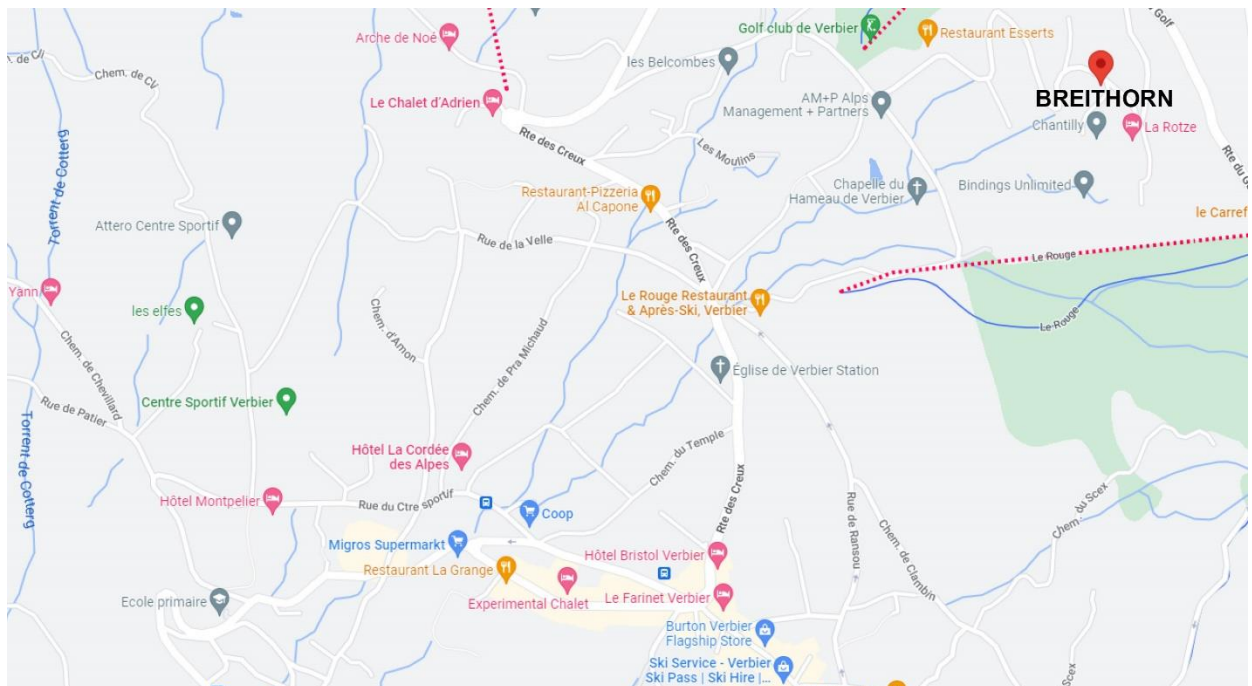 Golf club de Verbier
Restaurant Esserts
Arche de Noé
les Belcombes
Chem. de Cv
BREITHORN
Le Chalet d'Adrien
AM+P Alps
Management + Partners
Chantilly
La Rotze
Rte des Creux
Les Moulins
Torrent de Cotterg
Restaurant-Pizzeria
Al Capone
Chapelle du
Hameau de Verbier
Bindings Unlimited
Attero Centre Sportif
Rue de la Velle
Rte des Creux
le Carref
Le Rouge
Yann
les elfes
Chem. d'Amon
Le Rouge Restaurant
& Après-Ski, Verbier
Le Rouge
Chem. de Chevillard
Chem. de Pra Michaud
Église de Verbier Station
Rue de Patier
Centre Sportif Verbier
Torrent de Cotterg
Hôtel La Cordée
des Alpes
Chem. du Temple
Hôtel Montpelier
Rue du Ctre sportif
Coop
Rte des Creux
Rue de Ransou
Chem. de Clambin
Chem. du Scex
Migros Supermarkt
Hôtel Bristol Verbier
Restaurant La Grange
Experimental Chalet
Le Farinet Verbier
Ecole primaire
Burton Verbier
Flagship Store
Ski Service - Verbier
Ski Pass | Ski Hire |...